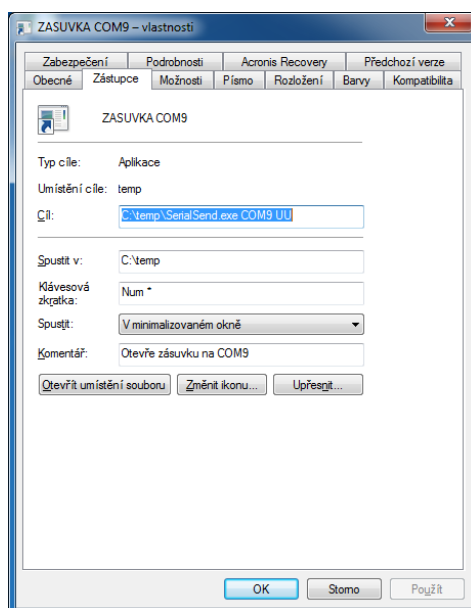 ZASUVKA COM9 – vlastnosti
Zabezpečení Podrobnosti Acronis Recovery Předchozí verze
Obecné Zástupce Možnosti Písmo Rozložení Barvy Kompatibilita
ZASUVKA COM9
Typ cíle: Aplikace
Umístění cíle: temp
Cíl: C:\temp\SerialSend.exe COM9 UU
Spustit v: C:\temp
Klávesová
zkratka: Num *
Spustit: V minimalizovaném okně
Komentář: Otevře zásuvku na COM9
Otevřít umístění souboru Změnit ikonu... Upřesnit...
OK Storno Použít